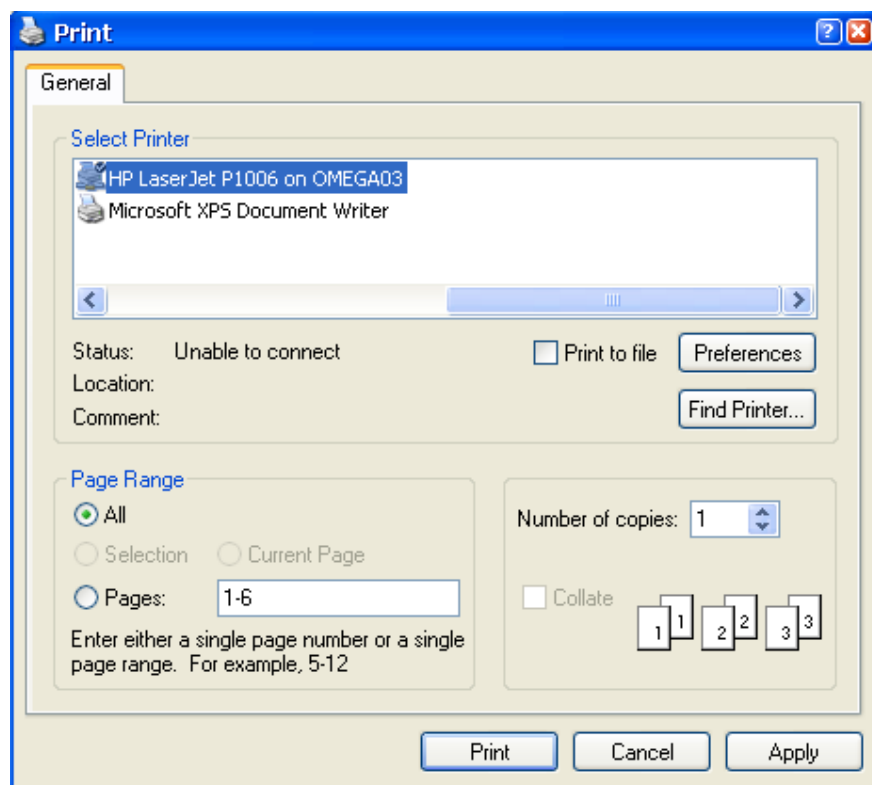 Print
General
Select Printer
HP LaserJet P1006 on OMEGA03
Microsoft XPS Document Writer
Status: Unable to connect
Print to file
Preferences
Location:
Comment:
Find Printer...
Page Range
All
Selection
Current Page
Pages: 1-6
Enter either a single page number or a single
page range. For example, 5-12
Number of copies: 1
Collate
1 1 2 2 3 3
Print
Cancel
Apply